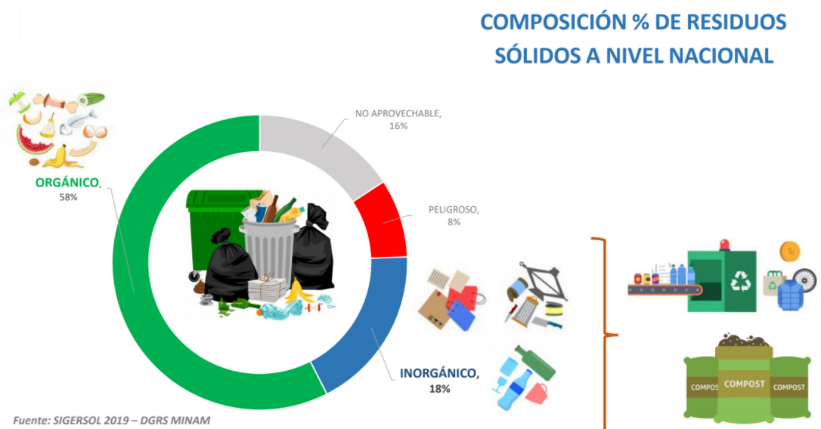 COMPOSICIÓN % DE RESIDUOS
SÓLIDOS A NIVEL NACIONAL
NO APROVECHABLE,
16%
ORGÁNICO,
58%
PELIGROSO,
8%
INORGÁNICO,
18%
COMPOS
COMPOST
COMPOST
Fuente: SIGERSOL 2019 – DGRS MINAM